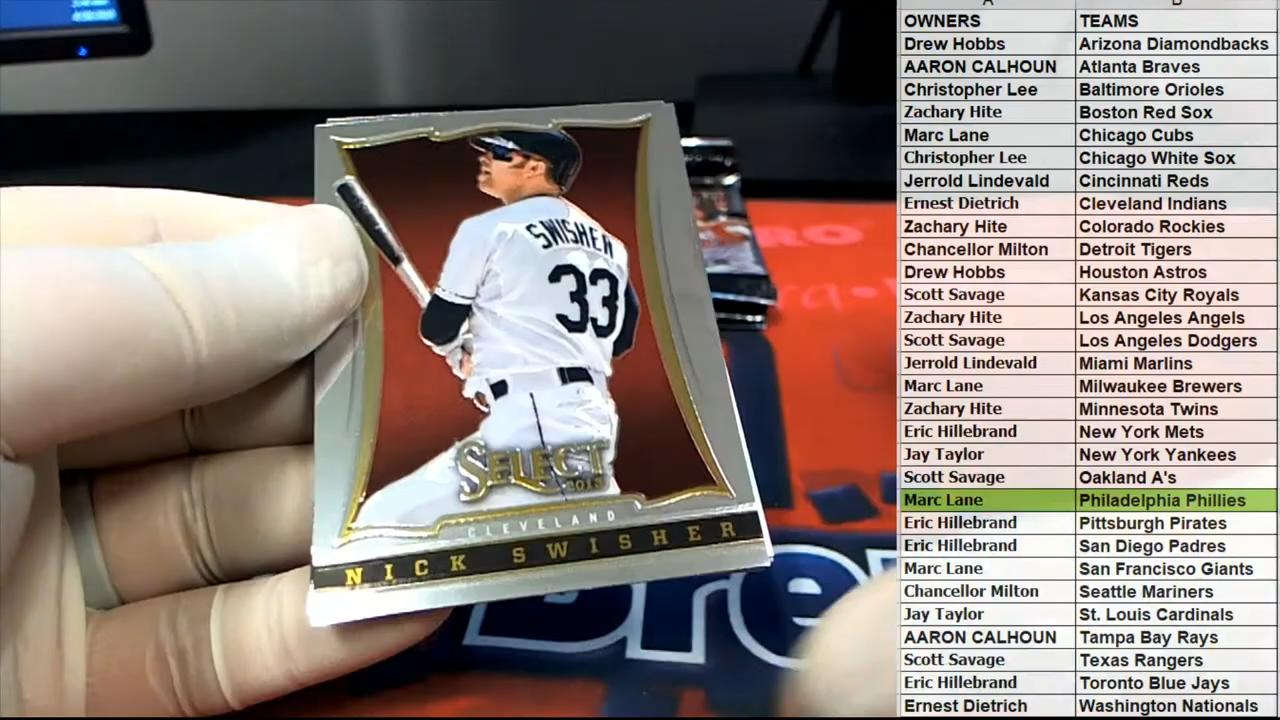 SWISHER
33
SELECT
2013
CLEVELAND
NICK SWISHER
A B
OWNERS TEAMS
Drew Hobbs Arizona Diamondbacks
AARON CALHOUN Atlanta Braves
Christopher Lee Baltimore Orioles
Zachary Hite Boston Red Sox
Marc Lane Chicago Cubs
Christopher Lee Chicago White Sox
Jerrold Lindevald Cincinnati Reds
Ernest Dietrich Cleveland Indians
Zachary Hite Colorado Rockies
Chancellor Milton Detroit Tigers
Drew Hobbs Houston Astros
Scott Savage Kansas City Royals
Zachary Hite Los Angeles Angels
Scott Savage Los Angeles Dodgers
Jerrold Lindevald Miami Marlins
Marc Lane Milwaukee Brewers
Zachary Hite Minnesota Twins
Eric Hillebrand New York Mets
Jay Taylor New York Yankees
Scott Savage Oakland A's
Marc Lane Philadelphia Phillies
Eric Hillebrand Pittsburgh Pirates
Eric Hillebrand San Diego Padres
Marc Lane San Francisco Giants
Chancellor Milton Seattle Mariners
Jay Taylor St. Louis Cardinals
AARON CALHOUN Tampa Bay Rays
Scott Savage Texas Rangers
Eric Hillebrand Toronto Blue Jays
Ernest Dietrich Washington Nationals